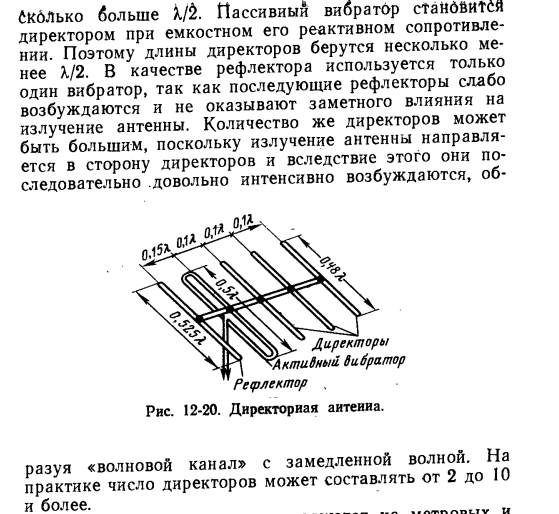 сколько больше λ/2. Пассивный вибратор становится
директором при емкостном его реактивном сопротивле-
нии. Поэтому длины директоров берутся несколько ме-
нее λ/2. В качестве рефлектора используется только
один вибратор, так как последующие рефлекторы слабо
возбуждаются и не оказывают заметного влияния на
излучение антенны. Количество же директоров может
быть большим, поскольку излучение антенны направля-
ется в сторону директоров и вследствие этого они по-
следовательно довольно интенсивно возбуждаются, об-
0,15λ 0,1λ 0,1λ 0,1λ
0,48λ
0,5λ
0,525λ
Директоры
Активный вибратор
Рефлектор
Рис. 12-20. Директорная антенна.
разуя «волновой канал» с замедленной волной. На
практике число директоров может составлять от 2 до 10
и более.
на метровых и